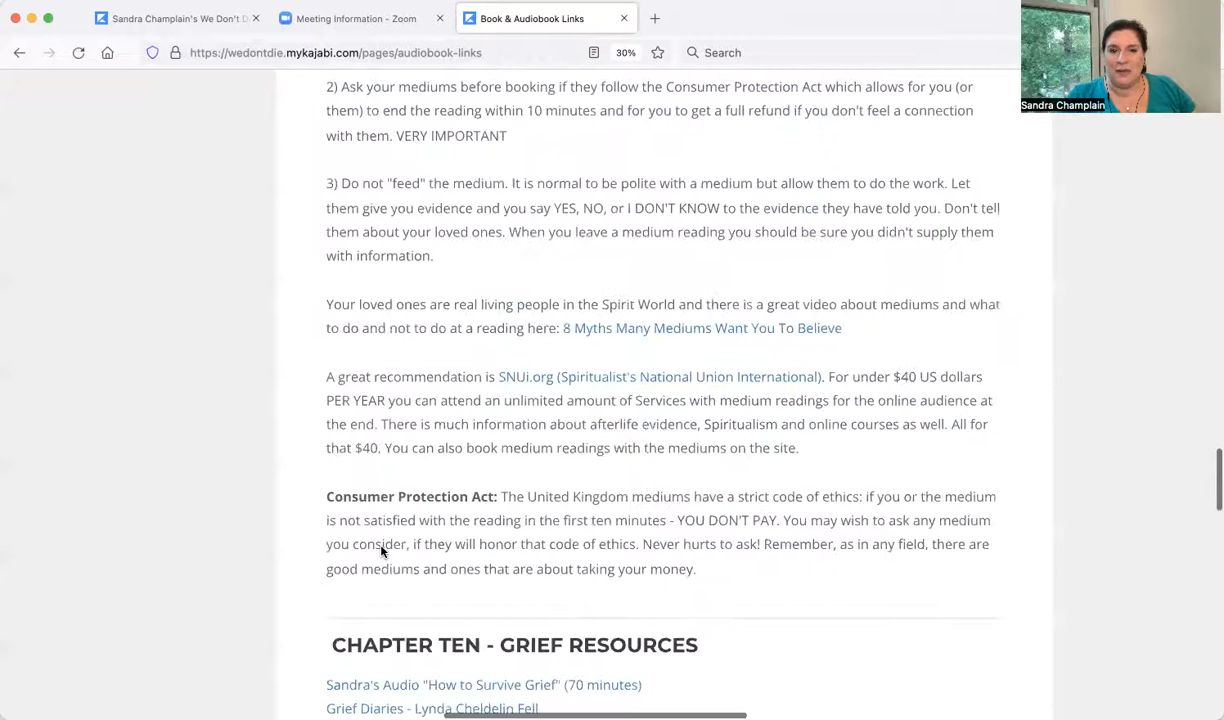 Sandra Champlain's We Don't D
Meeting Information - Zoom
Book & Audiobook Links
https://wedontdie.mykajabi.com/pages/audiobook-links
30%
Search
Sandra Champlain
2) Ask your mediums before booking if they follow the Consumer Protection Act which allows for you (or
them) to end the reading within 10 minutes and for you to get a full refund if you don't feel a connection
with them. VERY IMPORTANT
3) Do not "feed" the medium. It is normal to be polite with a medium but allow them to do the work. Let
them give you evidence and you say YES, NO, or I DON'T KNOW to the evidence they have told you. Don't tell
them about your loved ones. When you leave a medium reading you should be sure you didn't supply them
with information.
Your loved ones are real living people in the Spirit World and there is a great video about mediums and what
to do and not to do at a reading here: 8 Myths Many Mediums Want You To Believe
A great recommendation is SNUi.org (Spiritualist's National Union International). For under $40 US dollars
PER YEAR you can attend an unlimited amount of Services with medium readings for the online audience at
the end. There is much information about afterlife evidence, Spiritualism and online courses as well. All for
that $40. You can also book medium readings with the mediums on the site.
Consumer Protection Act: The United Kingdom mediums have a strict code of ethics: if you or the medium
is not satisfied with the reading in the first ten minutes - YOU DON'T PAY. You may wish to ask any medium
you consider, if they will honor that code of ethics. Never hurts to ask! Remember, as in any field, there are
good mediums and ones that are about taking your money.
CHAPTER TEN - GRIEF RESOURCES
Sandra's Audio "How to Survive Grief" (70 minutes)
Grief Diaries - Lynda Cheldelin Fell